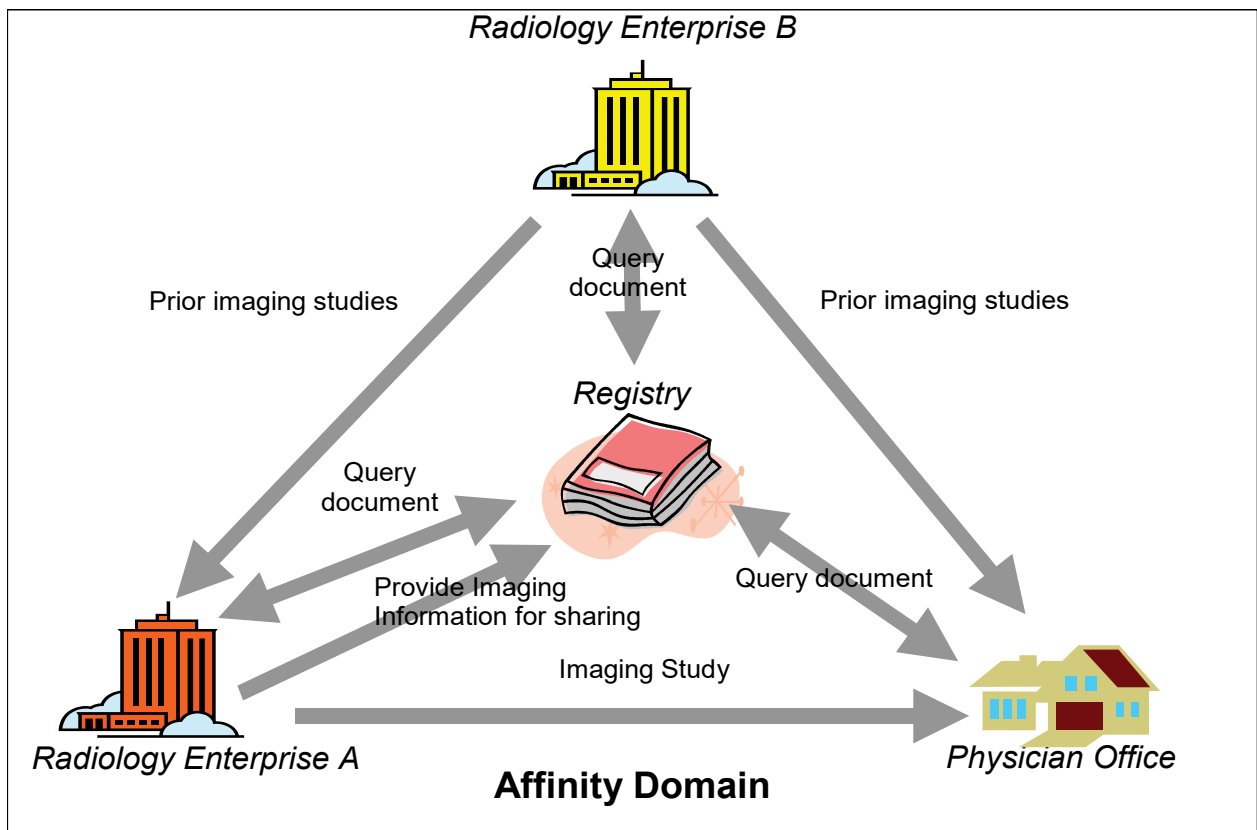 Radiology Enterprise B
Query
document
Prior imaging studies
Prior imaging studies
Registry
Query
document
Provide Imaging
Information for sharing
Query document
Imaging Study
Radiology Enterprise A
Physician Office
Affinity Domain